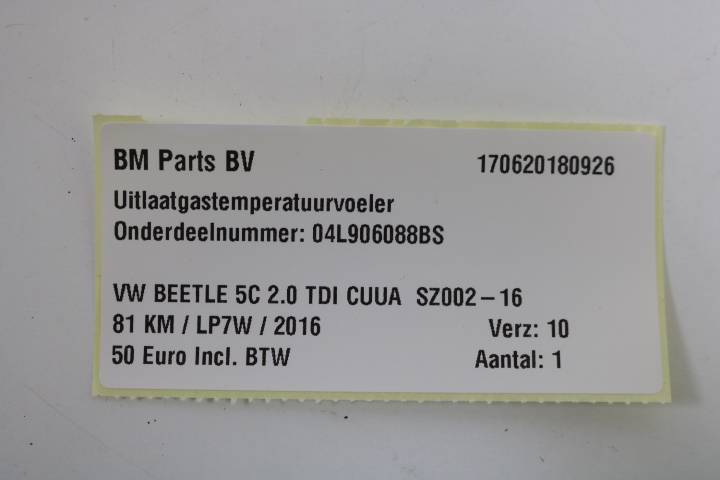 BM Parts BV 170620180926
Uitlaatgastemperatuurvoeler
Onderdeelnummer: 04L906088BS
VW BEETLE 5C 2.0 TDI CUUA SZ002-16
81 KM / LP7W / 2016 Verz: 10
50 Euro Incl. BTW Aantal: 1